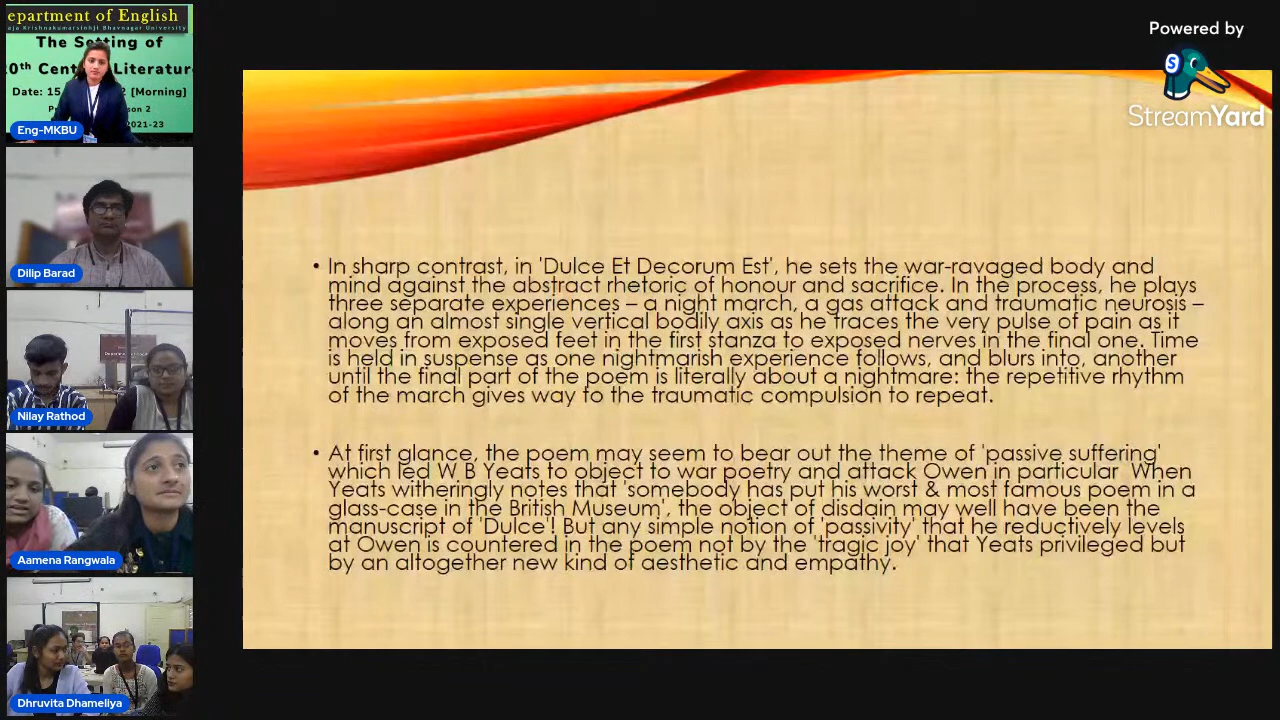 epartment of English
aja Krishnakumarsinhji Bhavnagar University
The Setting of
Literature
Date: 15
2 [Morning]
son 2
2021-23
Eng-MKBU
Dilip Barad
Nilay Rathod
Aamena Rangwala
Dhruvita Dhameliya
Powered by
S
StreamYard
• In sharp contrast, in 'Dulce Et Decorum Est', he sets the war-ravaged body and
mind against the abstract rhetoric of honour and sacrifice. In the process, he plays
three separate experiences – a night march, a gas attack and traumatic neurosis –
along an almost single vertical bodily axis as he traces the very pulse of pain as it
moves from exposed feet in the first stanza to exposed nerves in the final one. Time
is held in suspense as one nightmarish experience follows, and blurs into, another
until the final part of the poem is literally about a nightmare: the repetitive rhythm
of the march gives way to the traumatic compulsion to repeat.
• At first glance, the poem may seem to bear out the theme of 'passive suffering'
which led W B Yeats to object to war poetry and attack Owen in particular When
Yeats witheringly notes that 'somebody has put his worst & most famous poem in a
glass-case in the British Museum', the object of disdain may well have been the
manuscript of 'Dulce'! But any simple notion of 'passivity' that he reductively levels
at Owen is countered in the poem not by the 'tragic joy' that Yeats privileged but
by an altogether new kind of aesthetic and empathy.